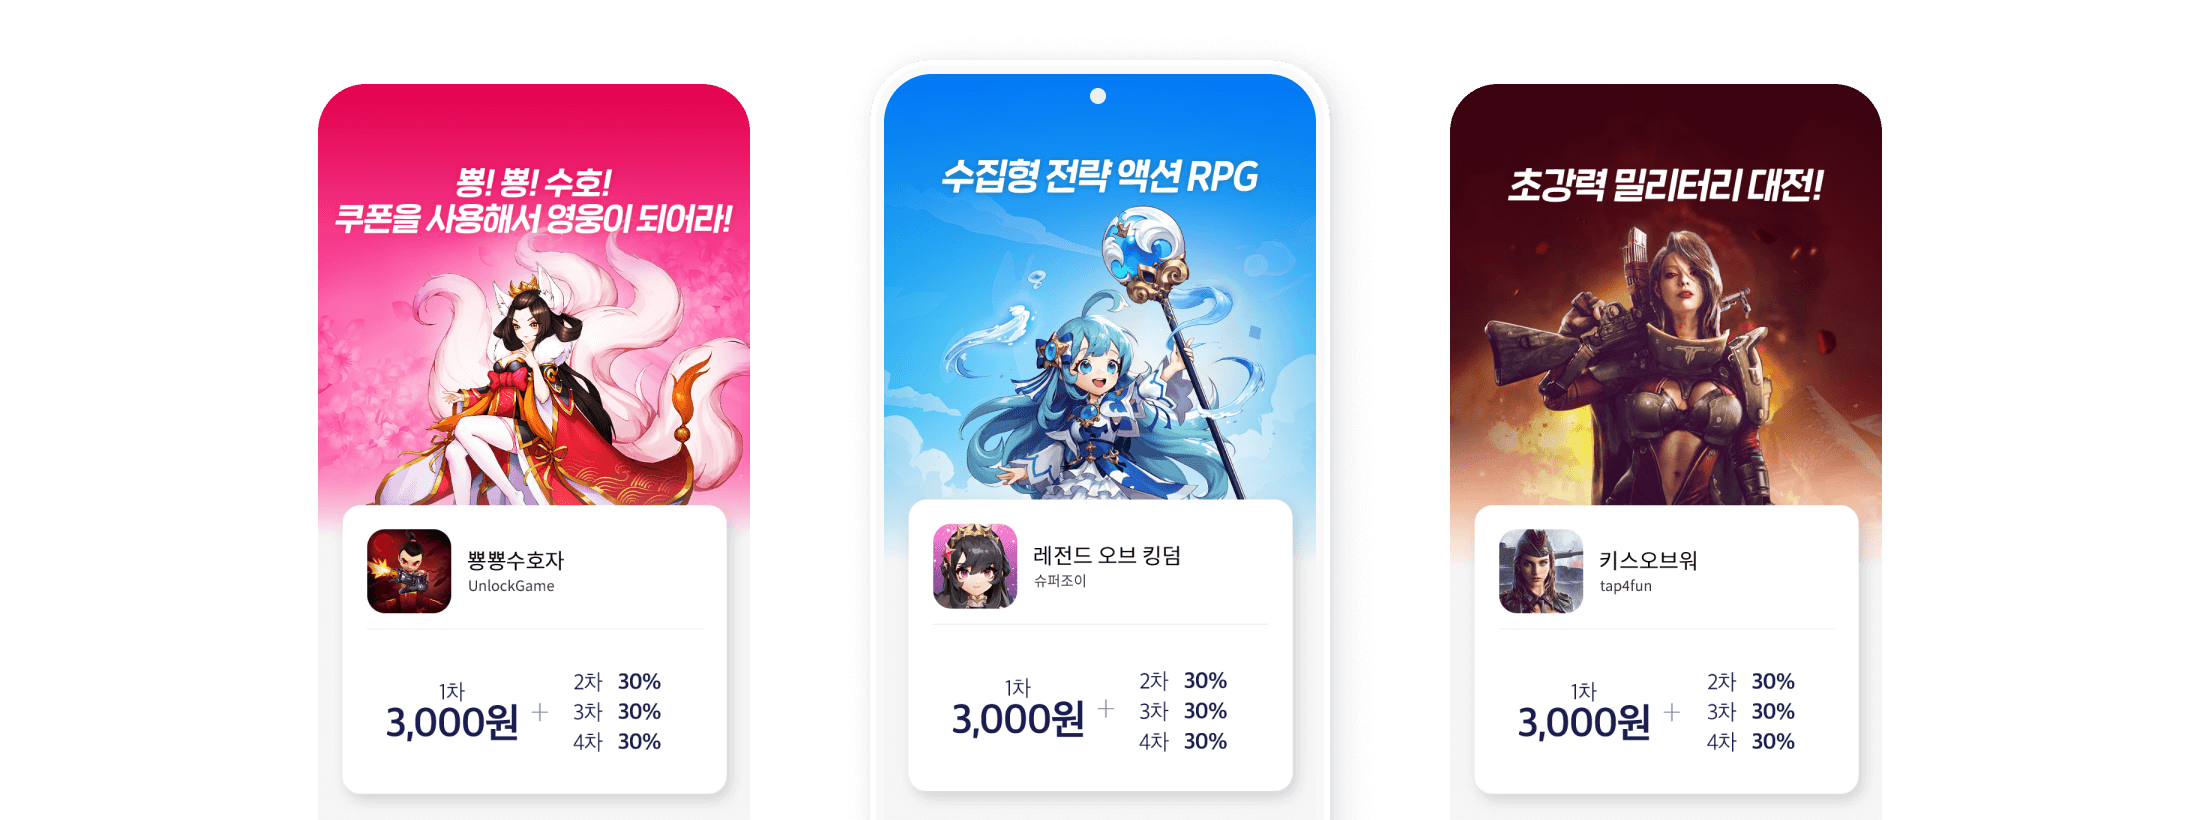 뿅! 뿅! 수호!
쿠폰을 사용해서 영웅이 되어라!
뿅뿅수호자
UnlockGame
1차
3,000원
+
2차 30%
3차 30%
4차 30%
수집형 전략 액션 RPG
레전드 오브 킹덤
슈퍼조이
1차
3,000원
+
2차 30%
3차 30%
4차 30%
초강력 밀리터리 대전!
키스오브워
tap4fun
1차
3,000원
+
2차 30%
3차 30%
4차 30%